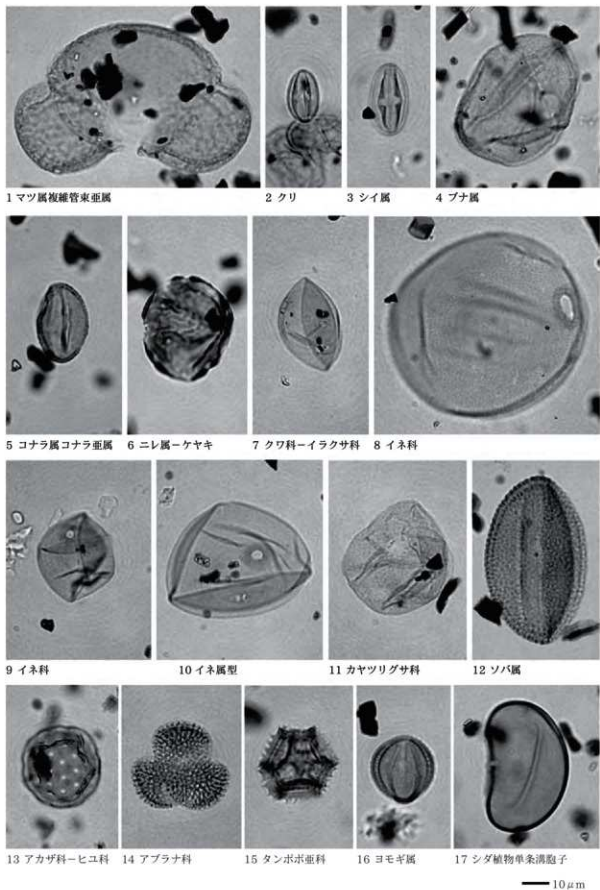 1 マツ属複維管束亜属
2 クリ
3 シイ属
4 ブナ属
5 コナラ属コナラ亜属
6 ニレ属－ケヤキ
7 クワ科－イラクサ科
8 イネ科
9 イネ科
10 イネ属型
11 カヤツリグサ科
12 ソバ属
13 アカザ科－ヒユ科
14 アブラナ科
15 タンポポ亜科
16 ヨモギ属
17 シダ植物単条溝胞子
10μm